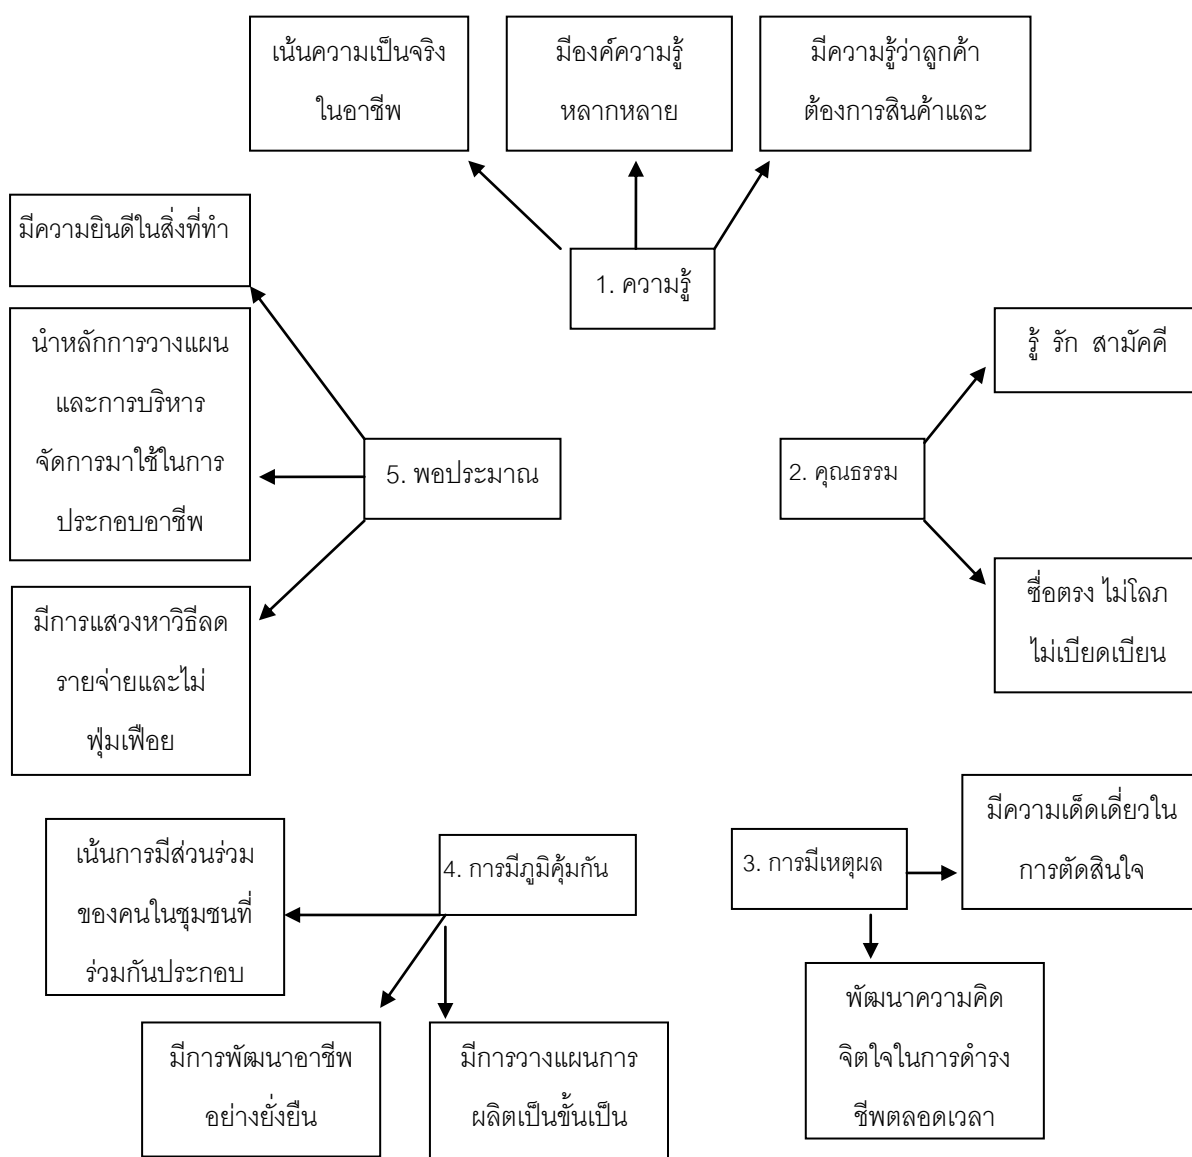 เน้นความเป็นจริง
ในอาชีพ
มีองค์ความรู้
หลากหลาย
มีความรู้ว่าลูกค้า
ต้องการสินค้าและ
1. ความรู้
มีความยินดีในสิ่งที่ทำ
นำหลักการวางแผน
และการบริหาร
จัดการมาใช้ในการ
ประกอบอาชีพ
มีการแสวงหาวิธีลด
รายจ่ายและไม่
ฟุ่มเฟือย
5. พอประมาณ
2. คุณธรรม
รู้ รัก สามัคคี
ซื่อตรง ไม่โลภ
ไม่เบียดเบียน
เน้นการมีส่วนร่วม
ของคนในชุมชนที่
ร่วมกันประกอบ
4. การมีภูมิคุ้มกัน
มีการพัฒนาอาชีพ
อย่างยั่งยืน
มีการวางแผนการ
ผลิตเป็นขั้นเป็น
3. การมีเหตุผล
มีความเด็ดเดี่ยวใน
การตัดสินใจ
พัฒนาความคิด
จิตใจในการดำรง
ชีพตลอดเวลา